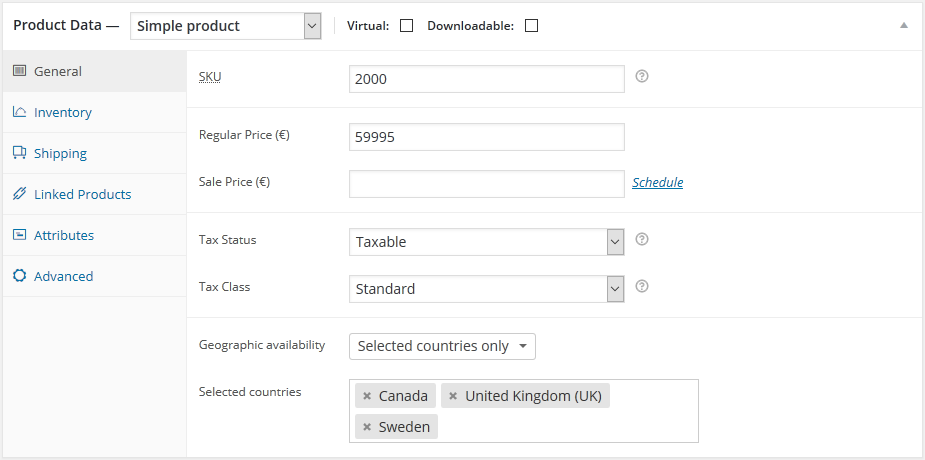 Product Data — Simple product Virtual: Downloadable:
General
Inventory
Shipping
Linked Products
Attributes
Advanced
SKU 2000
Regular Price (€) 59995
Sale Price (€) Schedule
Tax Status Taxable
Tax Class Standard
Geographic availability Selected countries only
Selected countries × Canada × United Kingdom (UK)
× Sweden